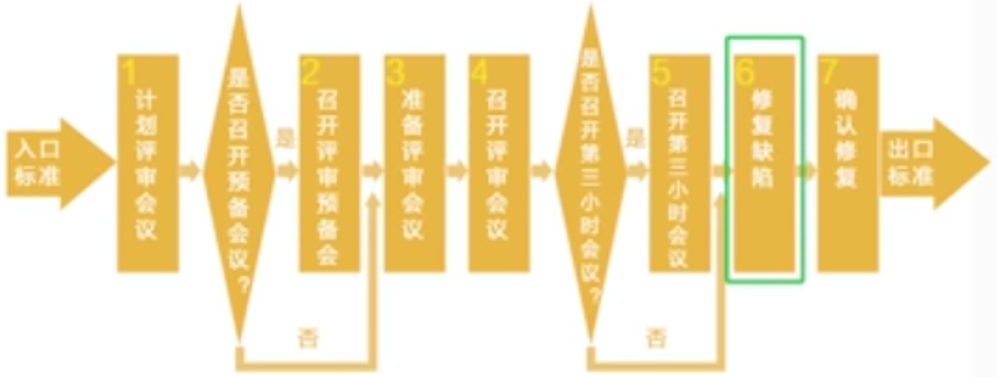 入口
标准
1
计划评审会议
是否召开预备会议？
是
否
2
召开评审预备会
3
准备评审会议
4
召开评审会议
是否召开第三小时会议？
是
否
5
召开第三小时会议
6
修复缺陷
7
确认修复
出口
标准